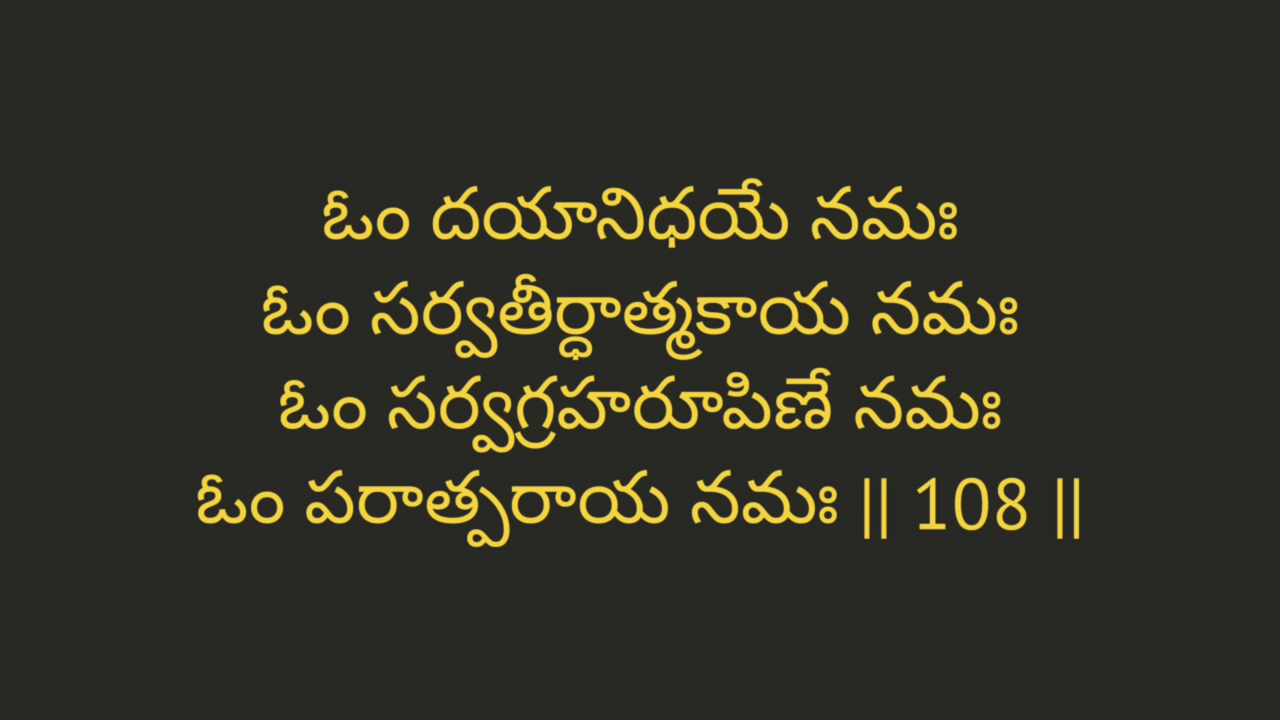 ఓం దయానిధయే నమః
ఓం సర్వతీర్ధాత్మకాయ నమః
ఓం సర్వగ్రహరూపిణే నమః
ఓం పరాత్పరాయ నమః || 108 ||